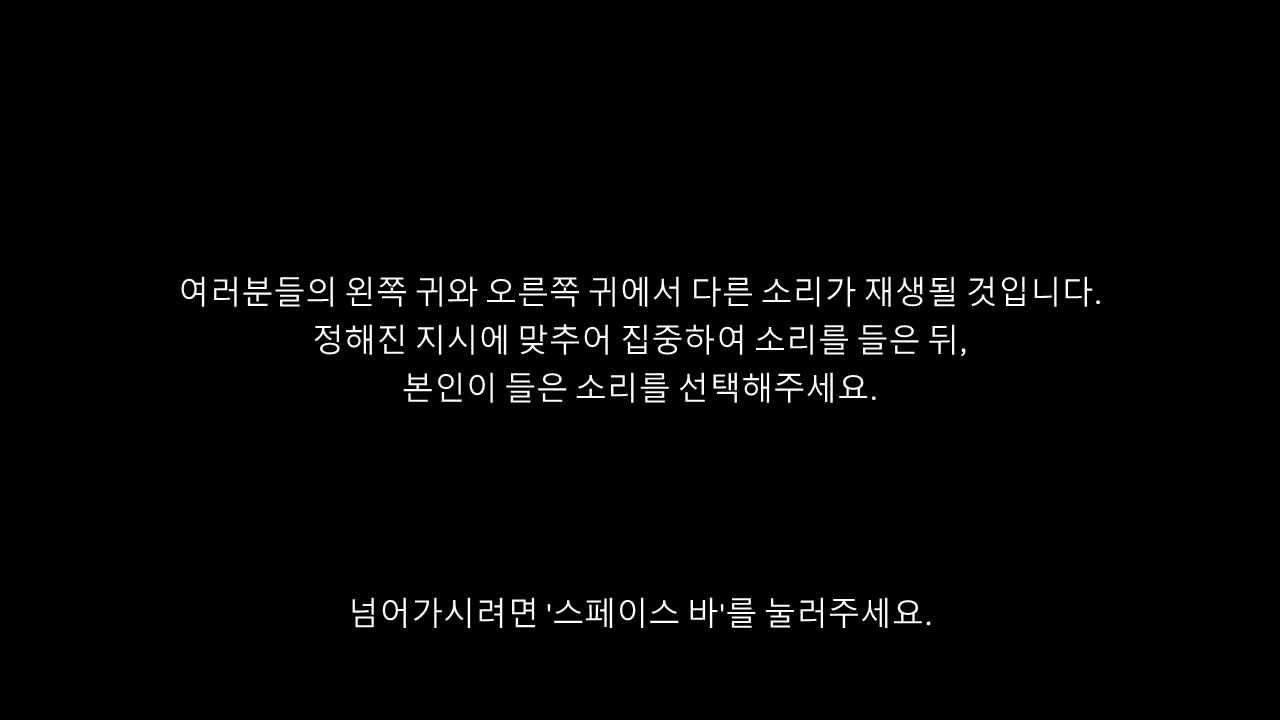 여러분들의 왼쪽 귀와 오른쪽 귀에서 다른 소리가 재생될 것입니다.
정해진 지시에 맞추어 집중하여 소리를 들은 뒤,
본인이 들은 소리를 선택해주세요.
넘어가시려면 '스페이스 바'를 눌러주세요.